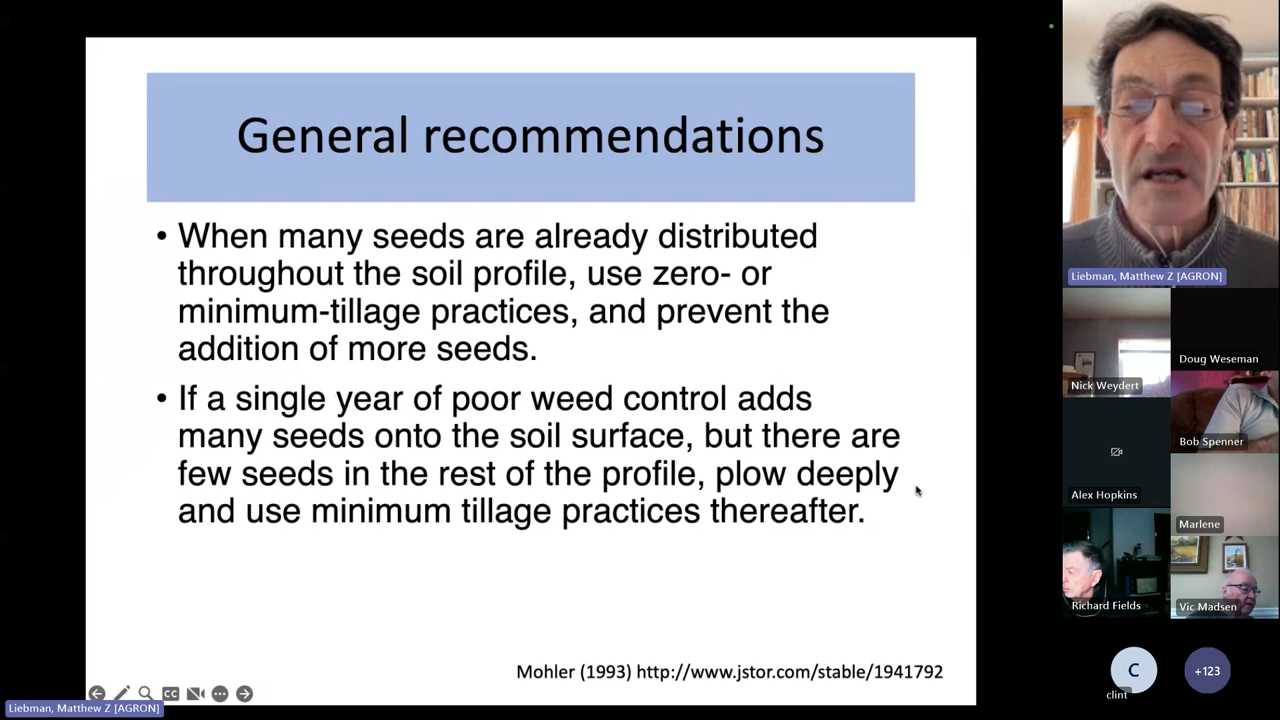 General recommendations
• When many seeds are already distributed
throughout the soil profile, use zero- or
minimum-tillage practices, and prevent the
addition of more seeds.
• If a single year of poor weed control adds
many seeds onto the soil surface, but there are
few seeds in the rest of the profile, plow deeply
and use minimum tillage practices thereafter.
Mohler (1993) http://www.jstor.com/stable/1941792
CC
Liebman, Matthew Z [AGRON]
Liebman, Matthew Z [AGRON]
Nick Weydert
Doug Weseman
Alex Hopkins
Bob Spenner
Marlene
Richard Fields
Vic Madsen
C
clint
+123